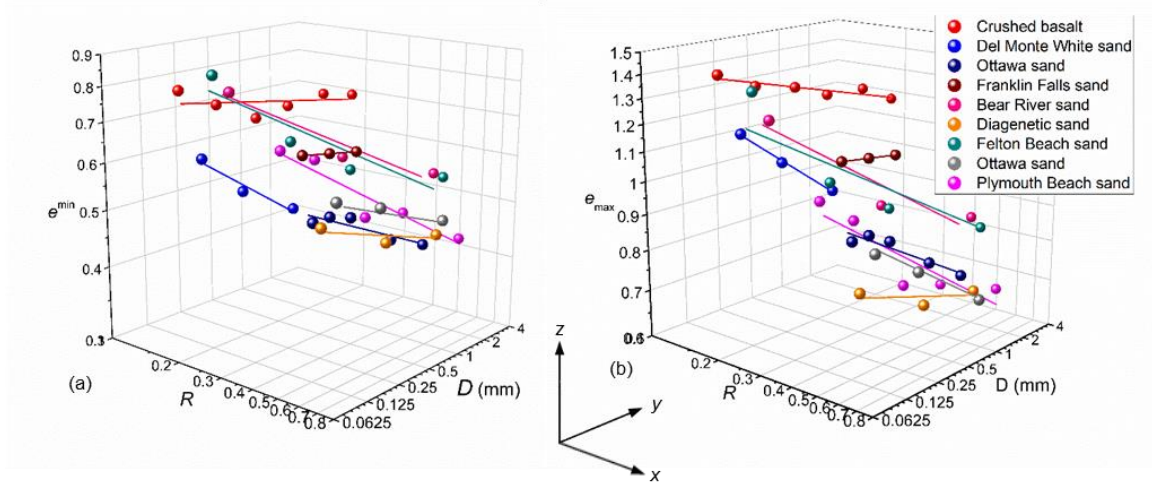 0.9
0.8
0.7
0.6
0.5
0.4
0.3
e^min
0.2
0.3
0.4
0.5
0.6
0.7
0.8
R
0.0625
0.125
0.25
0.5
1
2
4
D (mm)
(a)
1.5
1.4
1.3
1.2
1.1
1
0.9
0.8
0.7
0.6
e_max
0.2
0.3
0.4
0.5
0.6
0.7
0.8
R
0.0625
0.125
0.25
0.5
1
2
4
D (mm)
(b)
Crushed basalt
Del Monte White sand
Ottawa sand
Franklin Falls sand
Bear River sand
Diagenetic sand
Felton Beach sand
Ottawa sand
Plymouth Beach sand
z
y
x